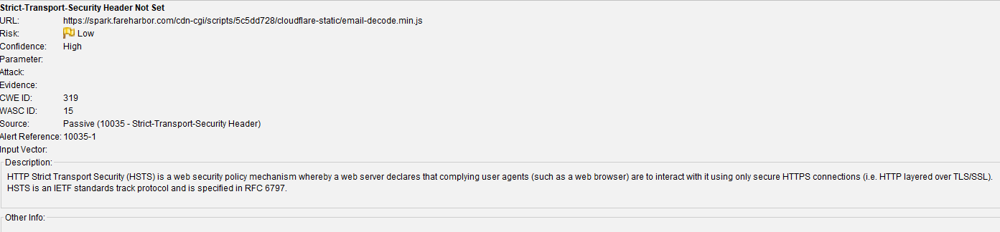 Strict-Transport-Security Header Not Set
URL: https://spark.fareharbor.com/cdn-cgi/scripts/5c5dd728/cloudflare-static/email-decode.min.js
Risk: Low
Confidence: High
Parameter:
Attack:
Evidence:
CWE ID: 319
WASC ID: 15
Source: Passive (10035 - Strict-Transport-Security Header)
Alert Reference: 10035-1
Input Vector:
Description:
HTTP Strict Transport Security (HSTS) is a web security policy mechanism whereby a web server declares that complying user agents (such as a web browser) are to interact with it using only secure HTTPS connections (i.e. HTTP layered over TLS/SSL).
HSTS is an IETF standards track protocol and is specified in RFC 6797.
Other Info: